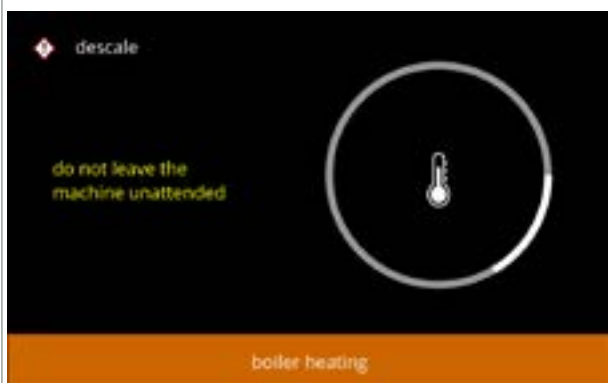 descale
do not leave the
machine unattended
boiler heating